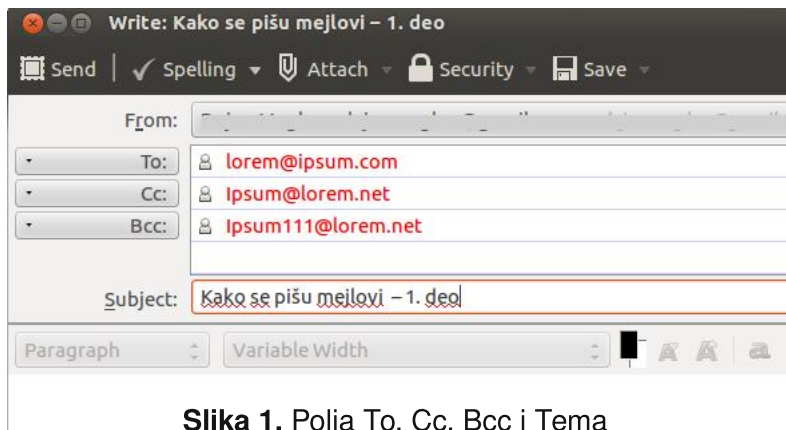 Write: Kako se pišu mejlovi – 1. deo
Send Spelling Attach Security Save
From:
To: lorem@ipsum.com
Cc: Ipsum@lorem.net
Bcc: Ipsum111@lorem.net
Subject: Kako se pišu mejlovi – 1. deo
Paragraph Variable Width
Slika 1. Polja To, Cc, Bcc i Tema